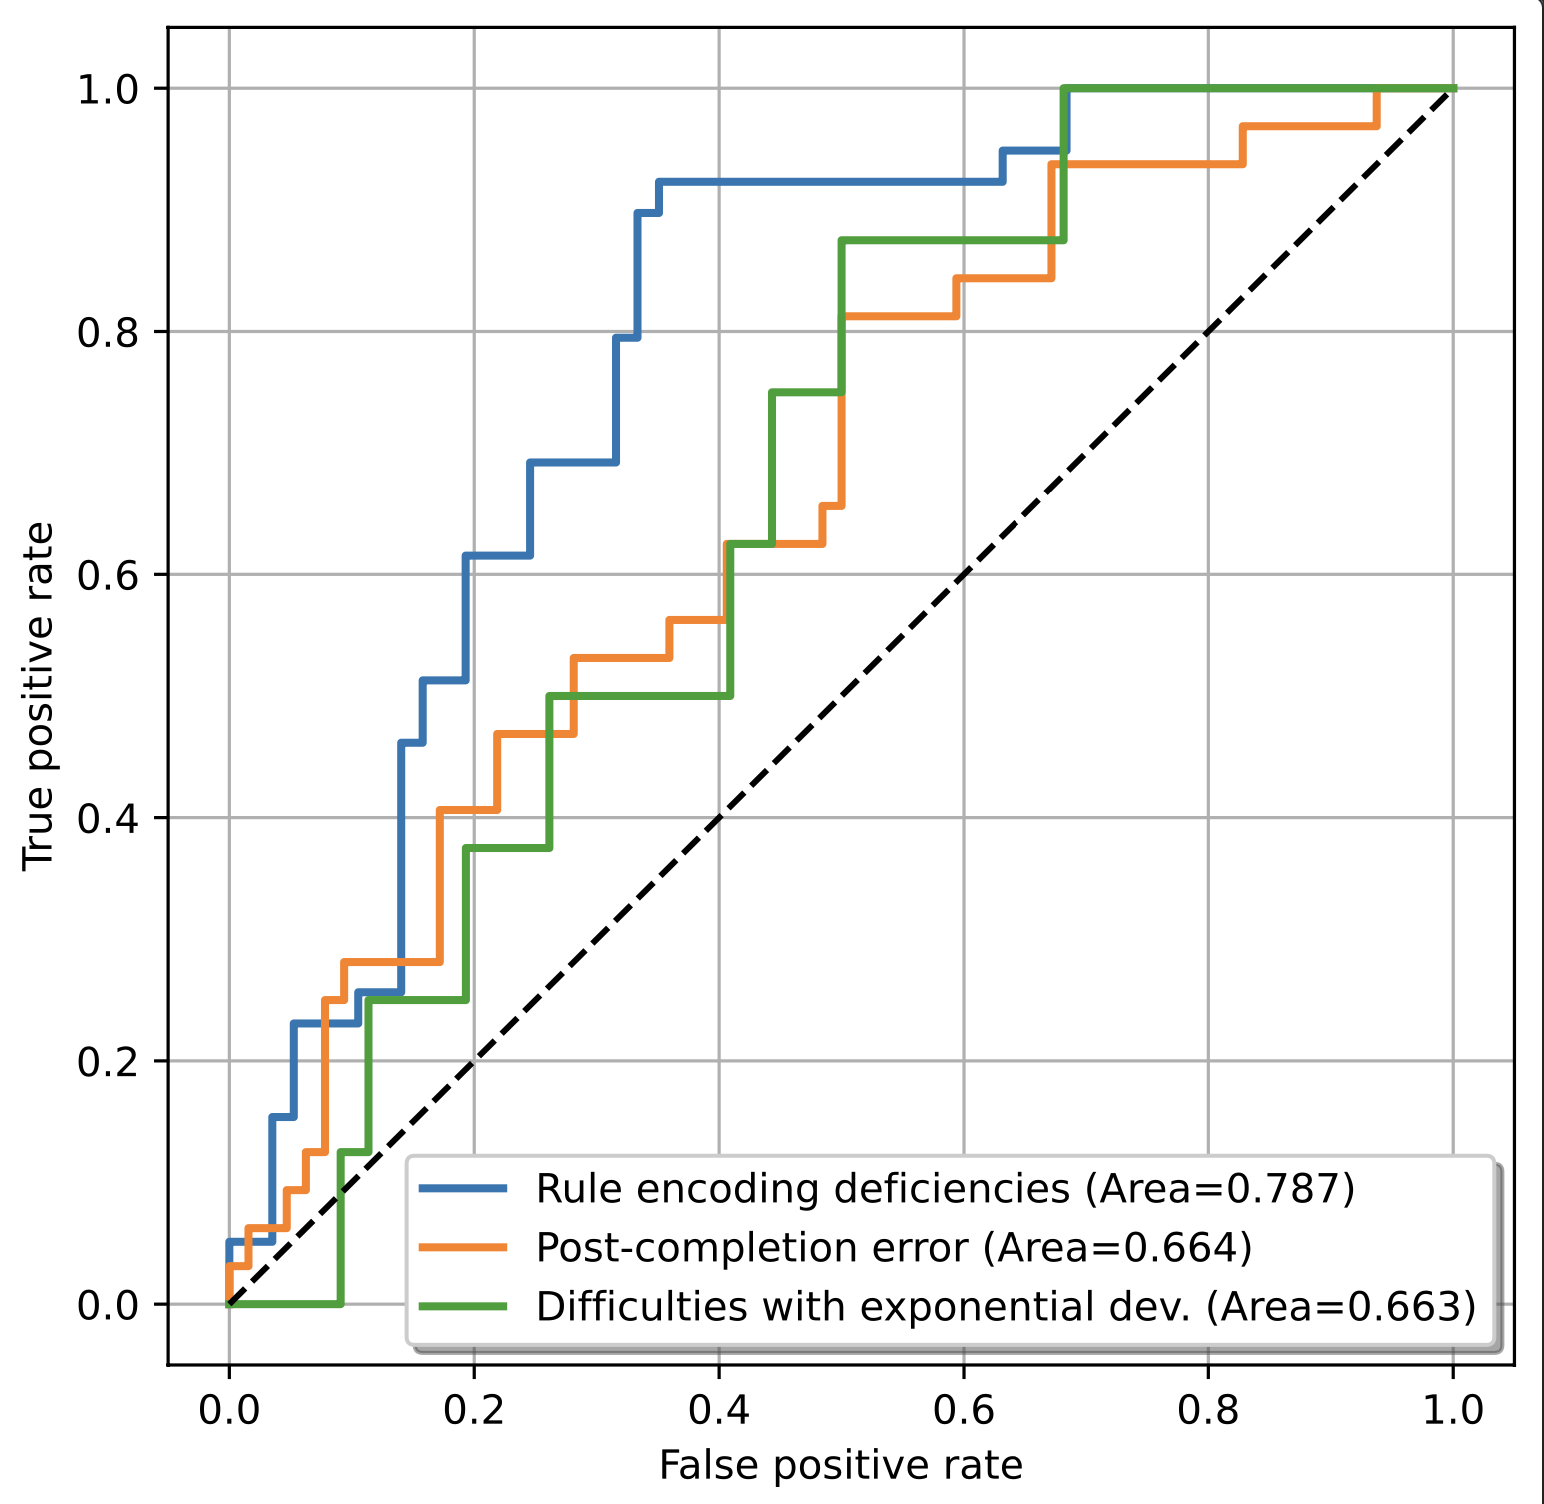 1.0
0.8
0.6
0.4
0.2
0.0
True positive rate
Rule encoding deficiencies (Area=0.787)
Post-completion error (Area=0.664)
Difficulties with exponential dev. (Area=0.663)
0.0 0.2 0.4 0.6 0.8 1.0
False positive rate